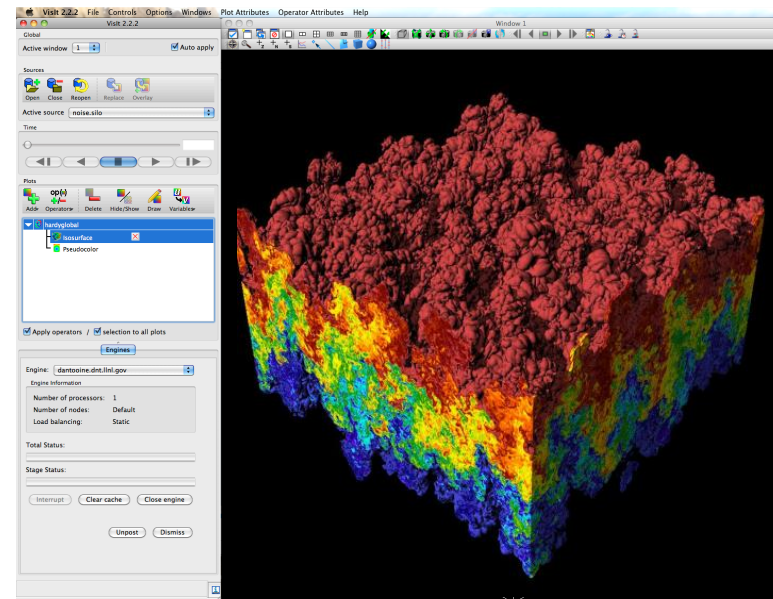 VisIt 2.2.2 File Controls Options Windows Plot Attributes Operator Attributes Help
VisIt 2.2.2
Window 1
Global
Active window 1 Auto apply
Sources
Open Close Reopen Replace Overlay
Active source noise.silo
Time
Plots
op(a)
Add Operators Delete Hide/Show Draw Variables
hardyglobal
Isosurface
Pseudocolor
Apply operators / selection to all plots
Engines
Engine: dantooine.dnt.llnl.gov
Engine Information
Number of processors: 1
Number of nodes: Default
Load balancing: Static
Total Status:
Stage Status:
Interrupt Clear cache Close engine
Unpost Dismiss